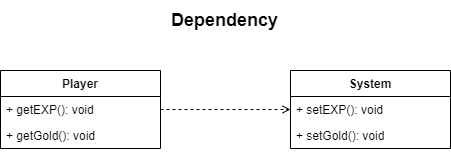 Dependency
Player
+ getEXP(): void
+ getGold(): void
System
+ setEXP(): void
+ setGold(): void